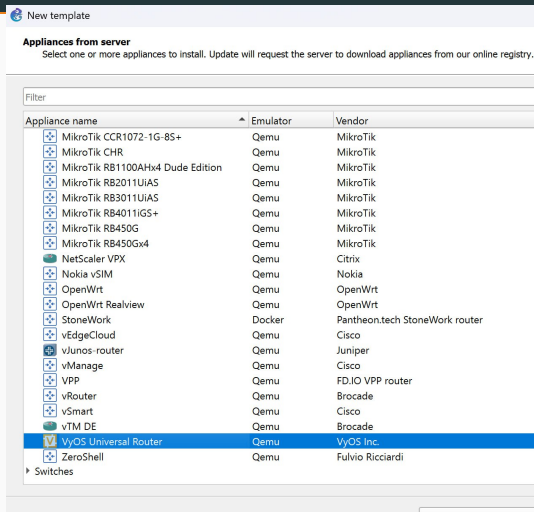 New template
Appliances from server
Select one or more appliances to install. Update will request the server to download appliances from our online registry.
Filter
Appliance name Emulator Vendor
MikroTik CCR1072-1G-8S+ Qemu MikroTik
MikroTik CHR Qemu MikroTik
MikroTik RB1100AHx4 Dude Edition Qemu MikroTik
MikroTik RB2011UiAS Qemu MikroTik
MikroTik RB3011UiAS Qemu MikroTik
MikroTik RB4011iGS+ Qemu MikroTik
MikroTik RB450G Qemu MikroTik
MikroTik RB450Gx4 Qemu MikroTik
NetScaler VPX Qemu Citrix
Nokia vSIM Qemu Nokia
OpenWrt Qemu OpenWrt
OpenWrt Realview Qemu OpenWrt
StoneWork Docker Pantheon.tech StoneWork router
vEdgeCloud Qemu Cisco
vJunos-router Qemu Juniper
vManage Qemu Cisco
VPP Qemu FD.IO VPP router
vRouter Qemu Brocade
vSmart Qemu Cisco
vTM DE Qemu Brocade
VyOS Universal Router Qemu VyOS Inc.
ZeroShell Qemu Fulvio Ricciardi
Switches